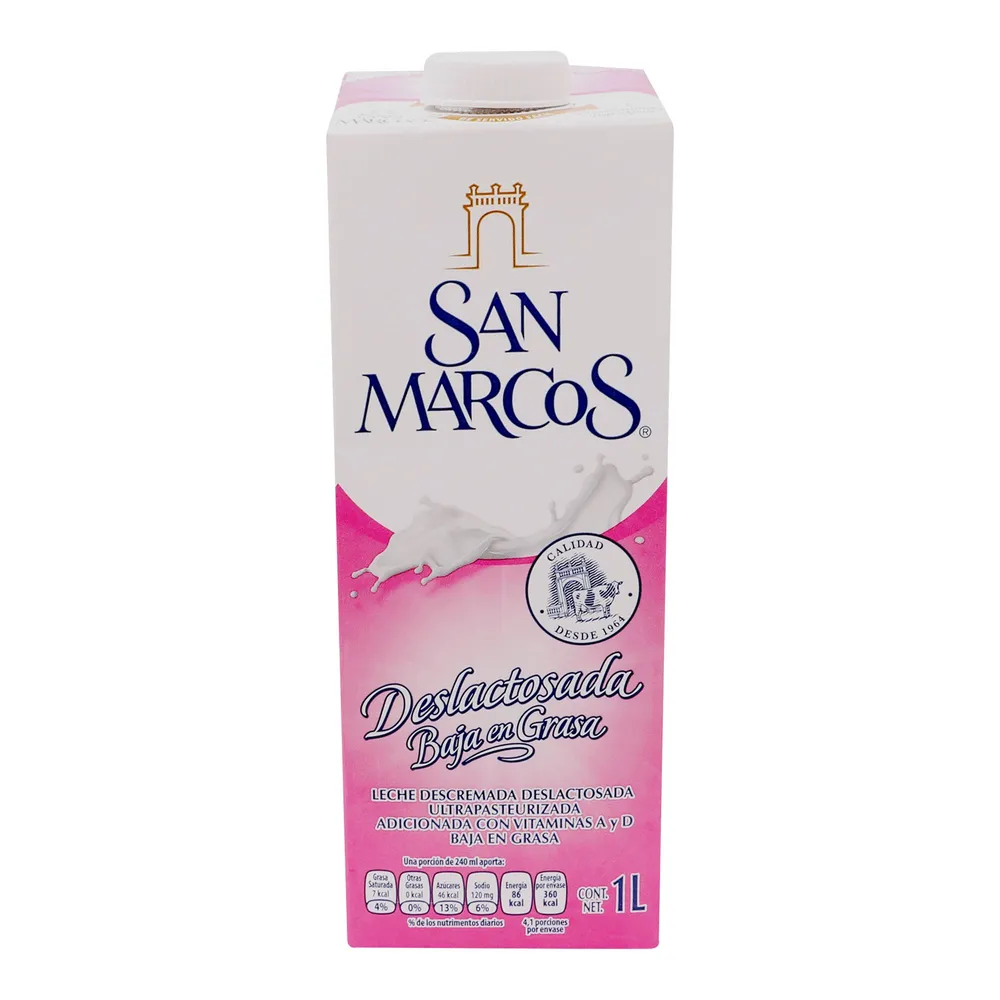 SAN
MARCOS®
CALIDAD
DESDE 1964
Deslactosada
Baja en Grasa
LECHE DESCREMADA DESLACTOSADA
ULTRAPASTEURIZADA
ADICIONADA CON VITAMINAS A y D
BAJA EN GRASA
Una porción de 240 ml aporta:
Grasa Saturada 7 kcal 4%
Otras Grasas 0 kcal 0%
Azúcares 46 kcal 13%
Sodio 120 mg 6%
Energía 86 kcal
Energía por envase 360 kcal
% de los nutrimentos diarios
4,1 porciones por envase
CONT. NET. 1L